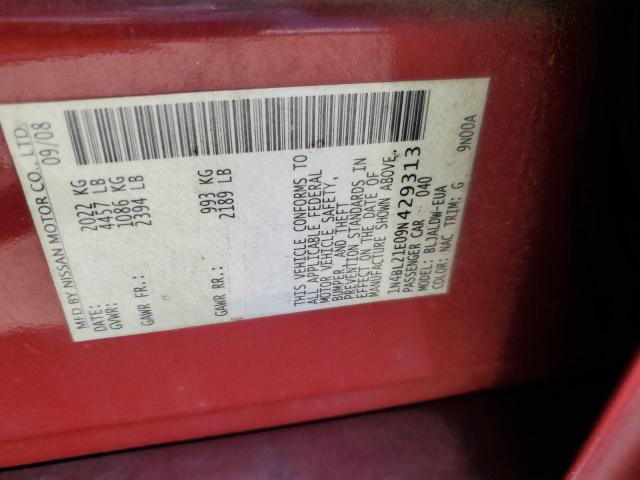 MFD BY NISSAN MOTOR CO., LTD.
DATE: 09/08
GVWR: 2022 KG
4457 LB
GAWR FR.: 1086 KG
2394 LB
GAWR RR.: 993 KG
2189 LB
THIS VEHICLE CONFORMS TO
ALL APPLICABLE FEDERAL
MOTOR VEHICLE SAFETY,
BUMPER, AND THEFT
PREVENTION STANDARDS IN
EFFECT ON THE DATE OF
MANUFACTURE SHOWN ABOVE.
1N4BL21E09N429313
PASSENGER CAR 040
MODEL: BLJALDW-EUA
COLOR: NAC TRIM: G 9N00A